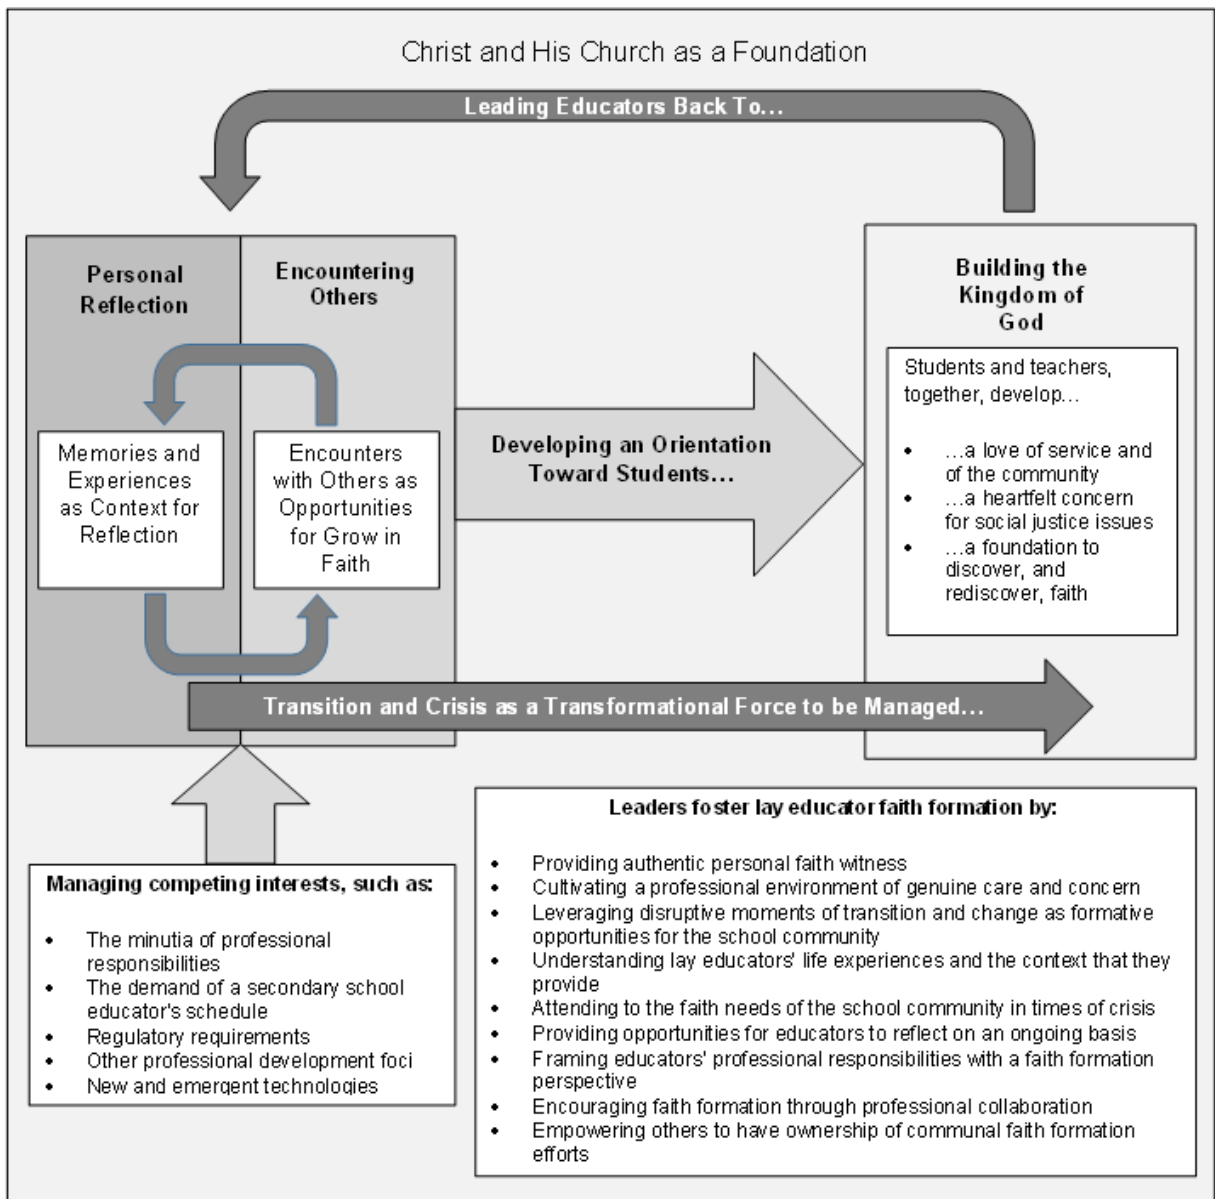 Christ and His Church as a Foundation
Leading Educators Back To...
Personal
Reflection
Encountering
Others
Memories and
Experiences
as Context for
Reflection
Encounters
with Others as
Opportunities
for Grow in
Faith
Developing an Orientation
Toward Students...
Building the
Kingdom of
God
Students and teachers,
together, develop...
• ...a love of service and
of the community
• ...a heartfelt concern
for social justice issues
• ...a foundation to
discover, and
rediscover, faith
Transition and Crisis as a Transformational Force to be Managed...
Managing competing interests, such as:
• The minutia of professional
responsibilities
• The demand of a secondary school
educator's schedule
• Regulatory requirements
• Other professional development foci
• New and emergent technologies
Leaders foster lay educator faith formation by:
• Providing authentic personal faith witness
• Cultivating a professional environment of genuine care and concern
• Leveraging disruptive moments of transition and change as formative
opportunities for the school community
• Understanding lay educators' life experiences and the context that they
provide
• Attending to the faith needs of the school community in times of crisis
• Providing opportunities for educators to reflect on an ongoing basis
• Framing educators' professional responsibilities with a faith formation
perspective
• Encouraging faith formation through professional collaboration
• Empowering others to have ownership of communal faith formation
efforts